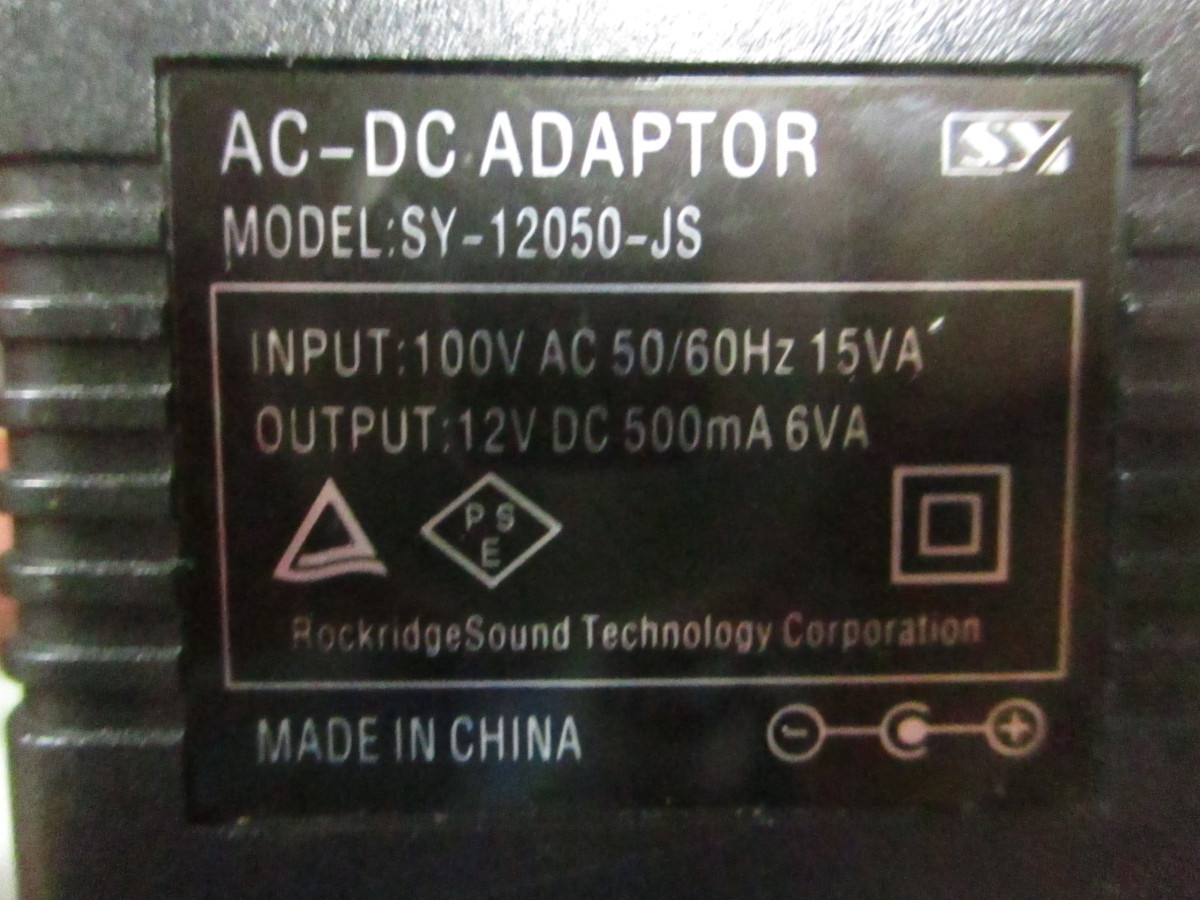 AC-DC ADAPTOR
SY
MODEL:SY-12050-JS
INPUT:100V AC 50/60Hz 15VA
OUTPUT:12V DC 500mA 6VA
P S
E
RockridgeSound Technology Corporation
MADE IN CHINA
- +